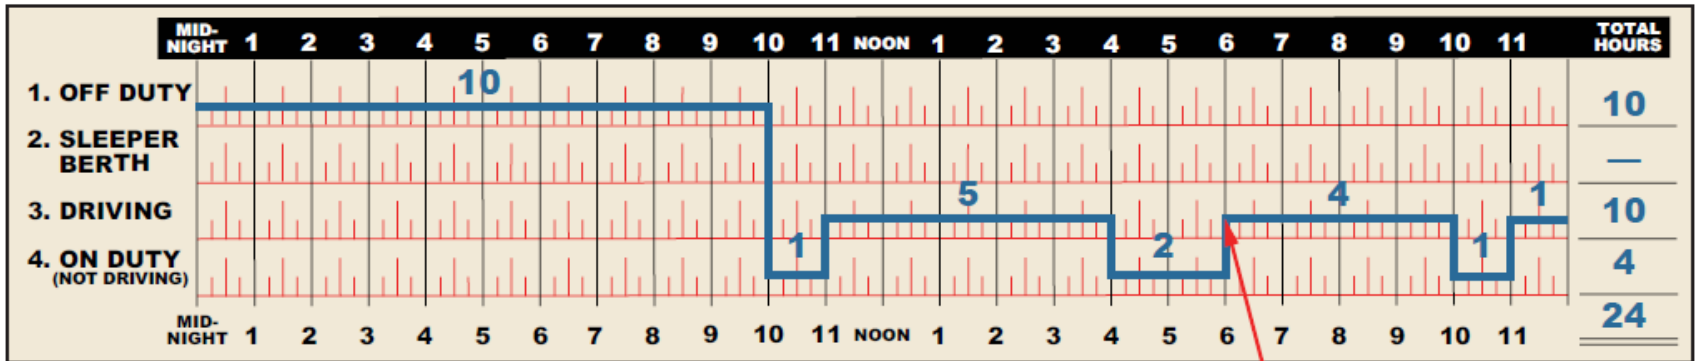 MID-NIGHT 1 2 3 4 5 6 7 8 9 10 11 NOON 1 2 3 4 5 6 7 8 9 10 11 TOTAL HOURS
1. OFF DUTY 10 10
2. SLEEPER BERTH —
3. DRIVING 5 4 1 10
4. ON DUTY (NOT DRIVING) 1 2 1 4
MID-NIGHT 1 2 3 4 5 6 7 8 9 10 11 NOON 1 2 3 4 5 6 7 8 9 10 11 24